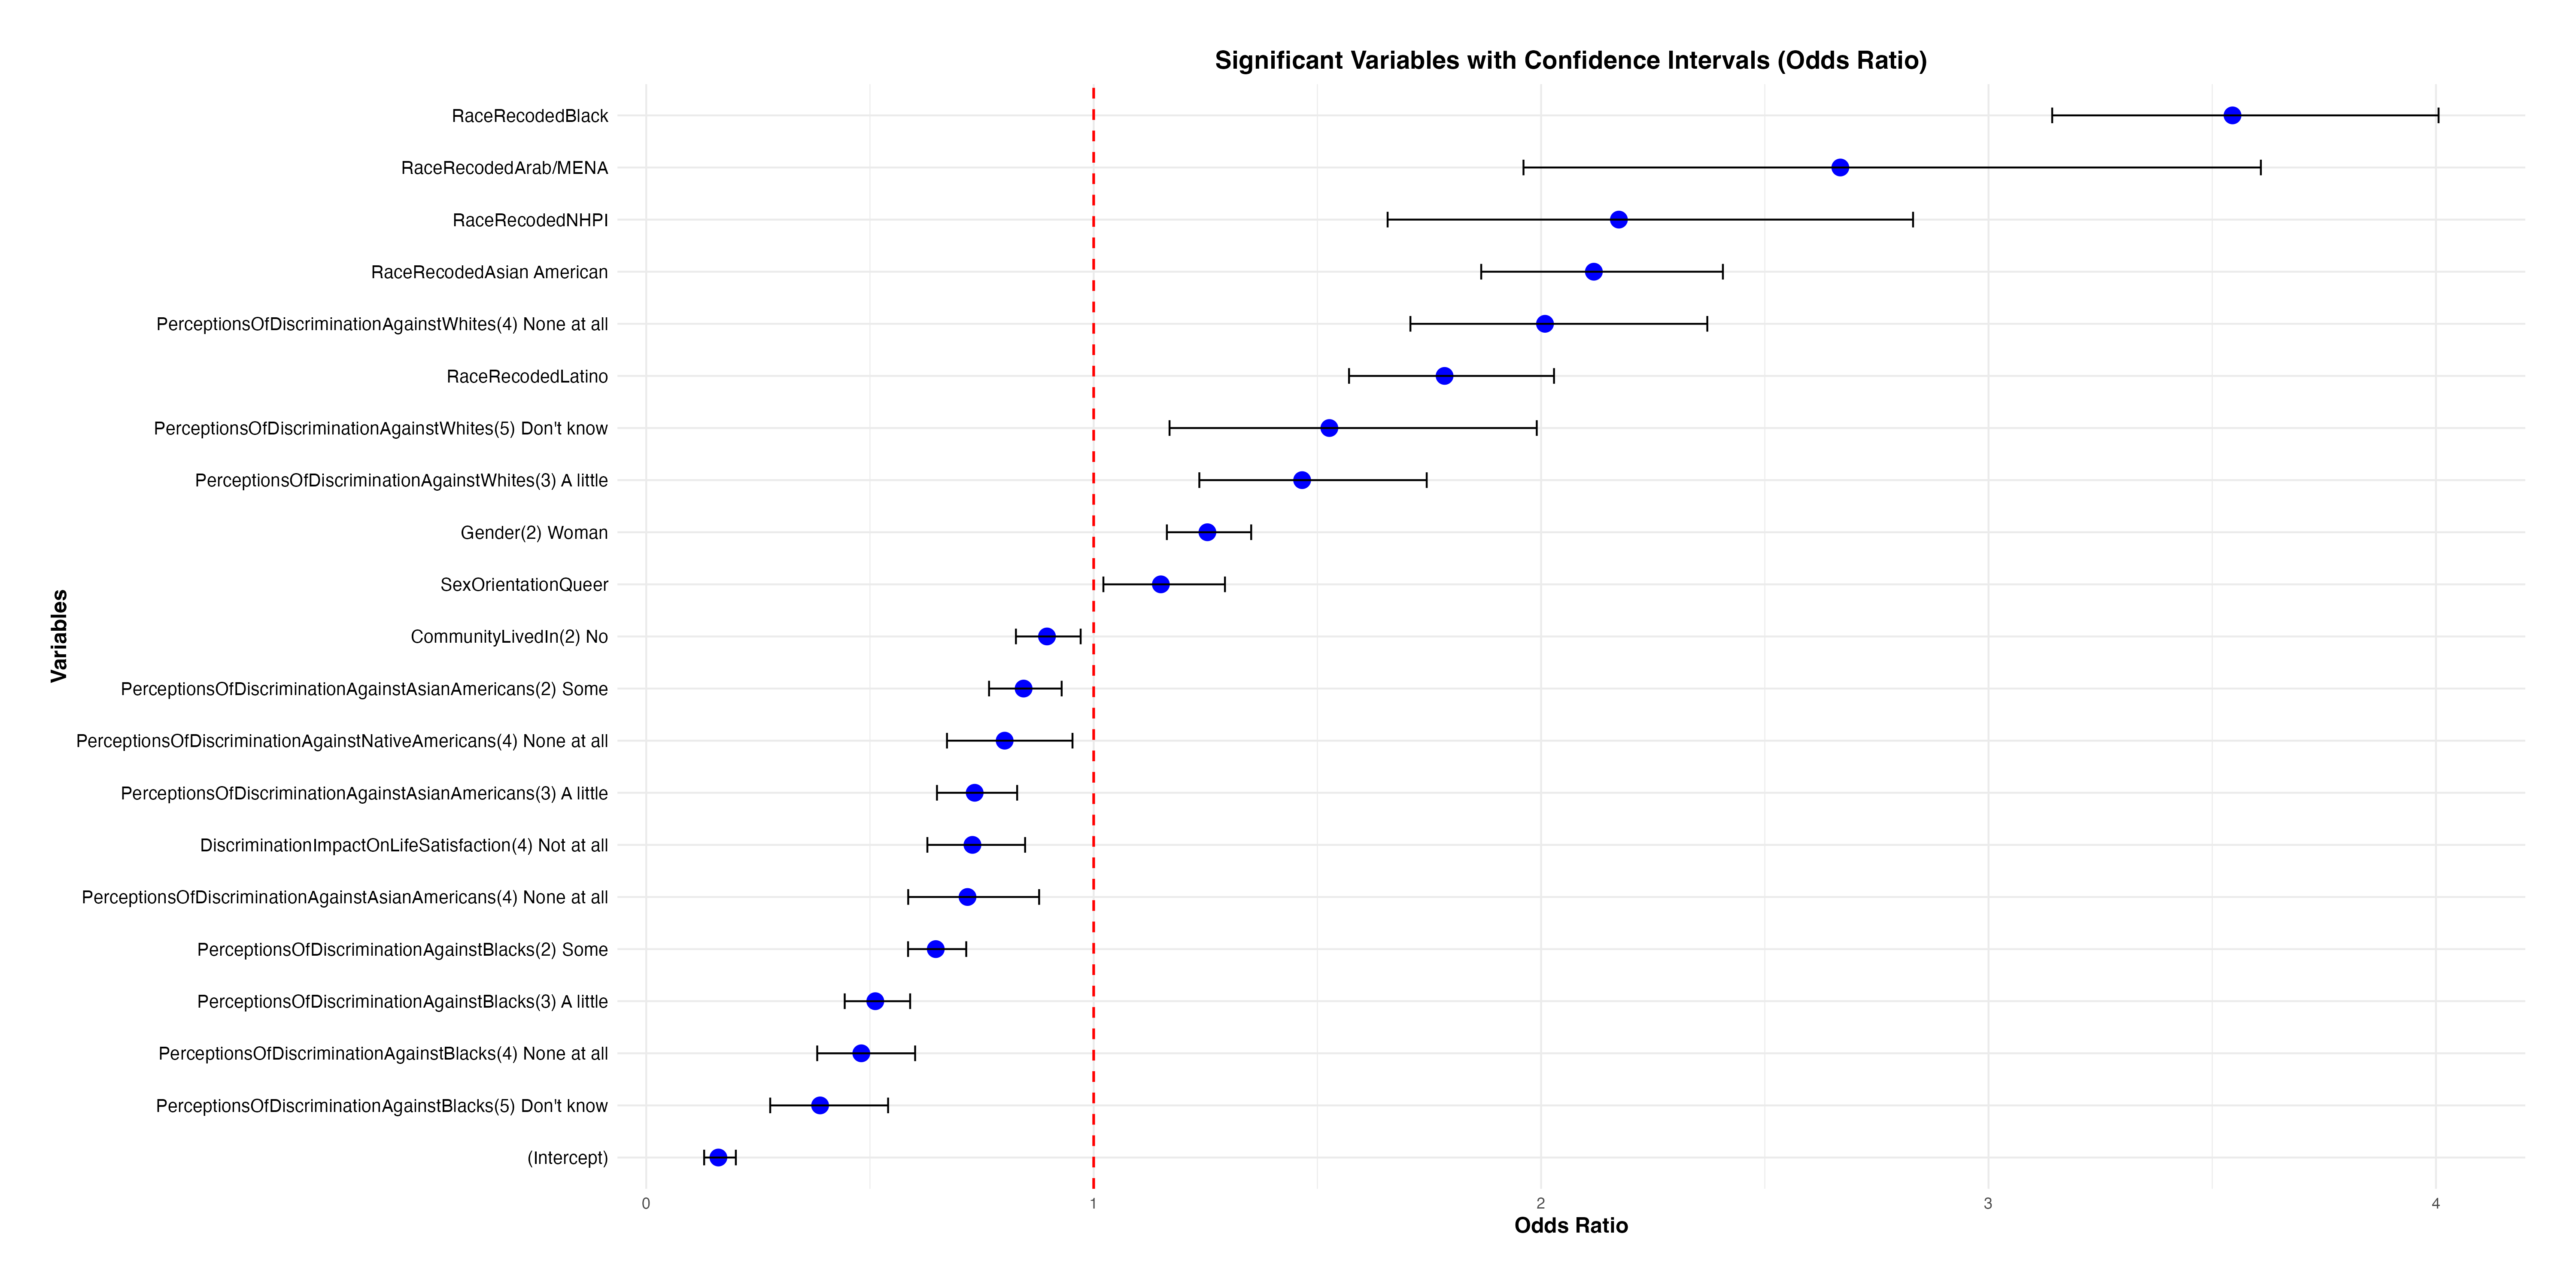 Significant Variables with Confidence Intervals (Odds Ratio)
Variables
RaceRecodedBlack
RaceRecodedArab/MENA
RaceRecodedNHPI
RaceRecodedAsian American
PerceptionsOfDiscriminationAgainstWhites(4) None at all
RaceRecodedLatino
PerceptionsOfDiscriminationAgainstWhites(5) Don't know
PerceptionsOfDiscriminationAgainstWhites(3) A little
Gender(2) Woman
SexOrientationQueer
CommunityLivedIn(2) No
PerceptionsOfDiscriminationAgainstAsianAmericans(2) Some
PerceptionsOfDiscriminationAgainstNativeAmericans(4) None at all
PerceptionsOfDiscriminationAgainstAsianAmericans(3) A little
DiscriminationImpactOnLifeSatisfaction(4) Not at all
PerceptionsOfDiscriminationAgainstAsianAmericans(4) None at all
PerceptionsOfDiscriminationAgainstBlacks(2) Some
PerceptionsOfDiscriminationAgainstBlacks(3) A little
PerceptionsOfDiscriminationAgainstBlacks(4) None at all
PerceptionsOfDiscriminationAgainstBlacks(5) Don't know
(Intercept)
0 1 2 3 4
Odds Ratio